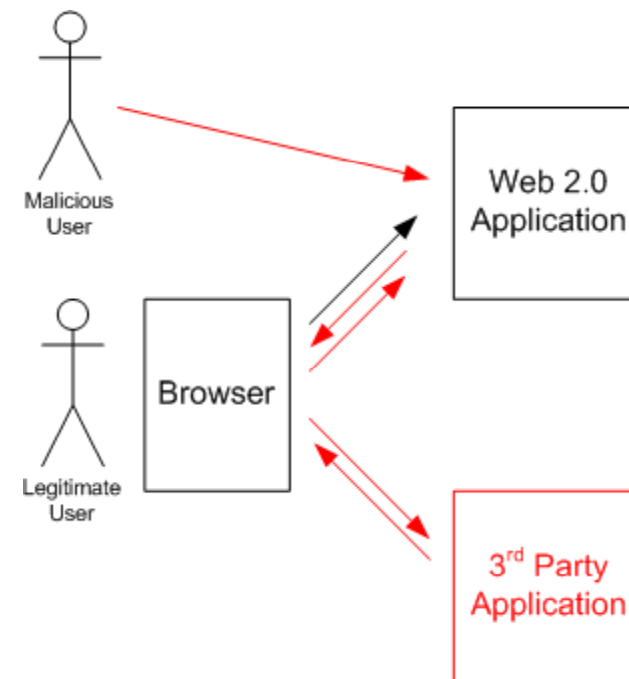 Malicious
User
Web 2.0
Application
Browser
Legitimate
User
3rd Party
Application